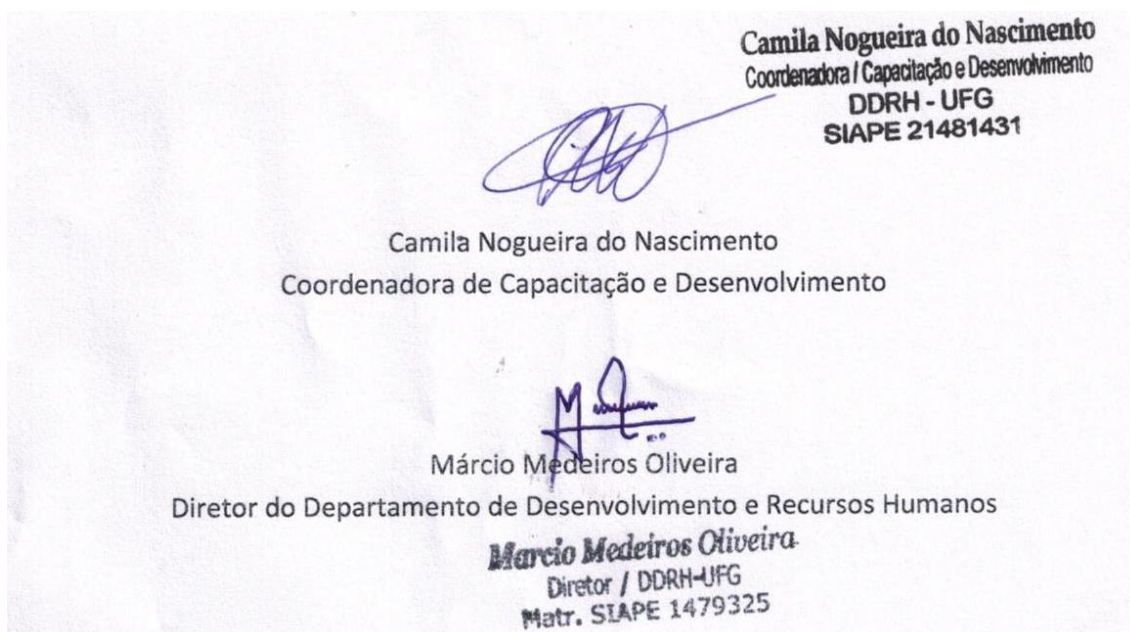 Camila Nogueira do Nascimento
Coordenadora / Capacitação e Desenvolvimento
DDRH - UFG
SIAPE 21481431
Camila Nogueira do Nascimento
Coordenadora de Capacitação e Desenvolvimento
Márcio Medeiros Oliveira
Diretor do Departamento de Desenvolvimento e Recursos Humanos
Marcio Medeiros Oliveira
Diretor / DDRH-UFG
Matr. SIAPE 1479325